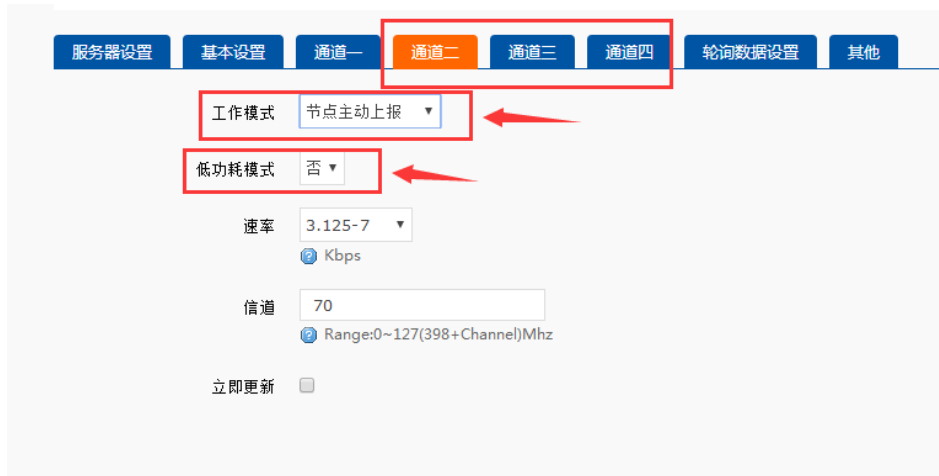 服务器设置 基本设置 通道一 通道二 通道三 通道四 轮询数据设置 其他
工作模式 节点主动上报
低功耗模式 否
速率 3.125-7
Kbps
信道 70
Range:0~127(398+Channel)Mhz
立即更新